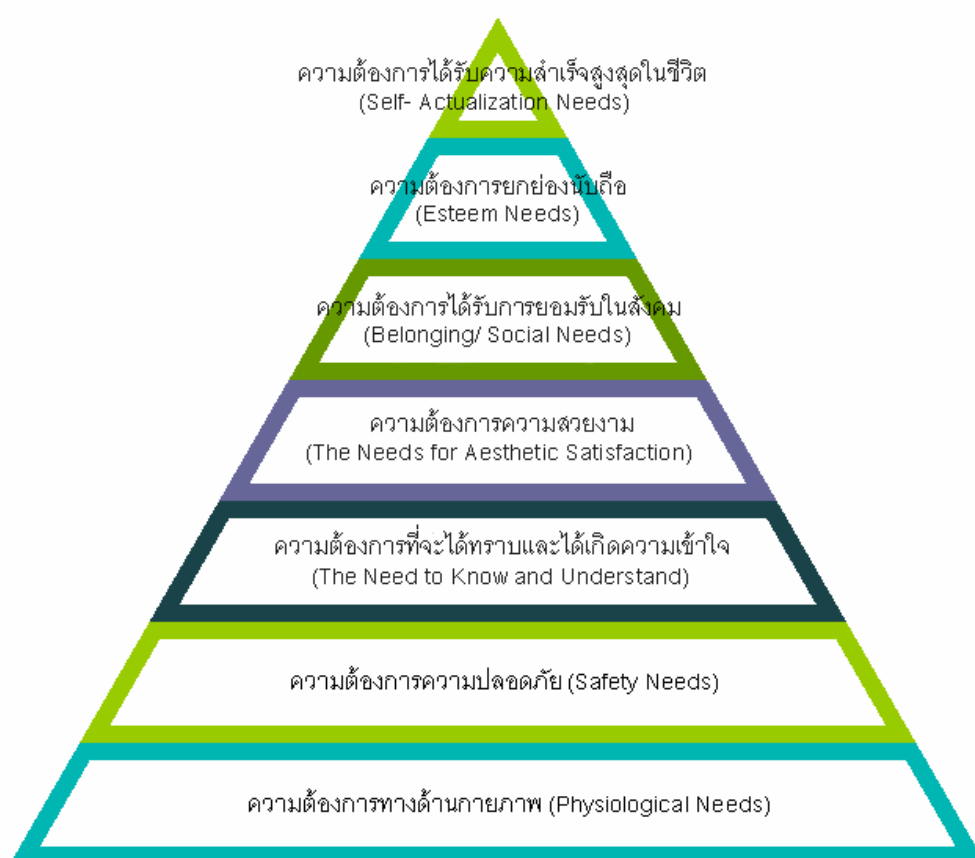 ความต้องการได้รับความสำเร็จสูงสุดในชีวิต
(Self- Actualization Needs)
ความต้องการยกย่องนับถือ
(Esteem Needs)
ความต้องการได้รับการยอมรับในสังคม
(Belonging/ Social Needs)
ความต้องการความสวยงาม
(The Needs for Aesthetic Satisfaction)
ความต้องการที่จะได้ทราบและได้เกิดความเข้าใจ
(The Need to Know and Understand)
ความต้องการความปลอดภัย (Safety Needs)
ความต้องการทางด้านกายภาพ (Physiological Needs)